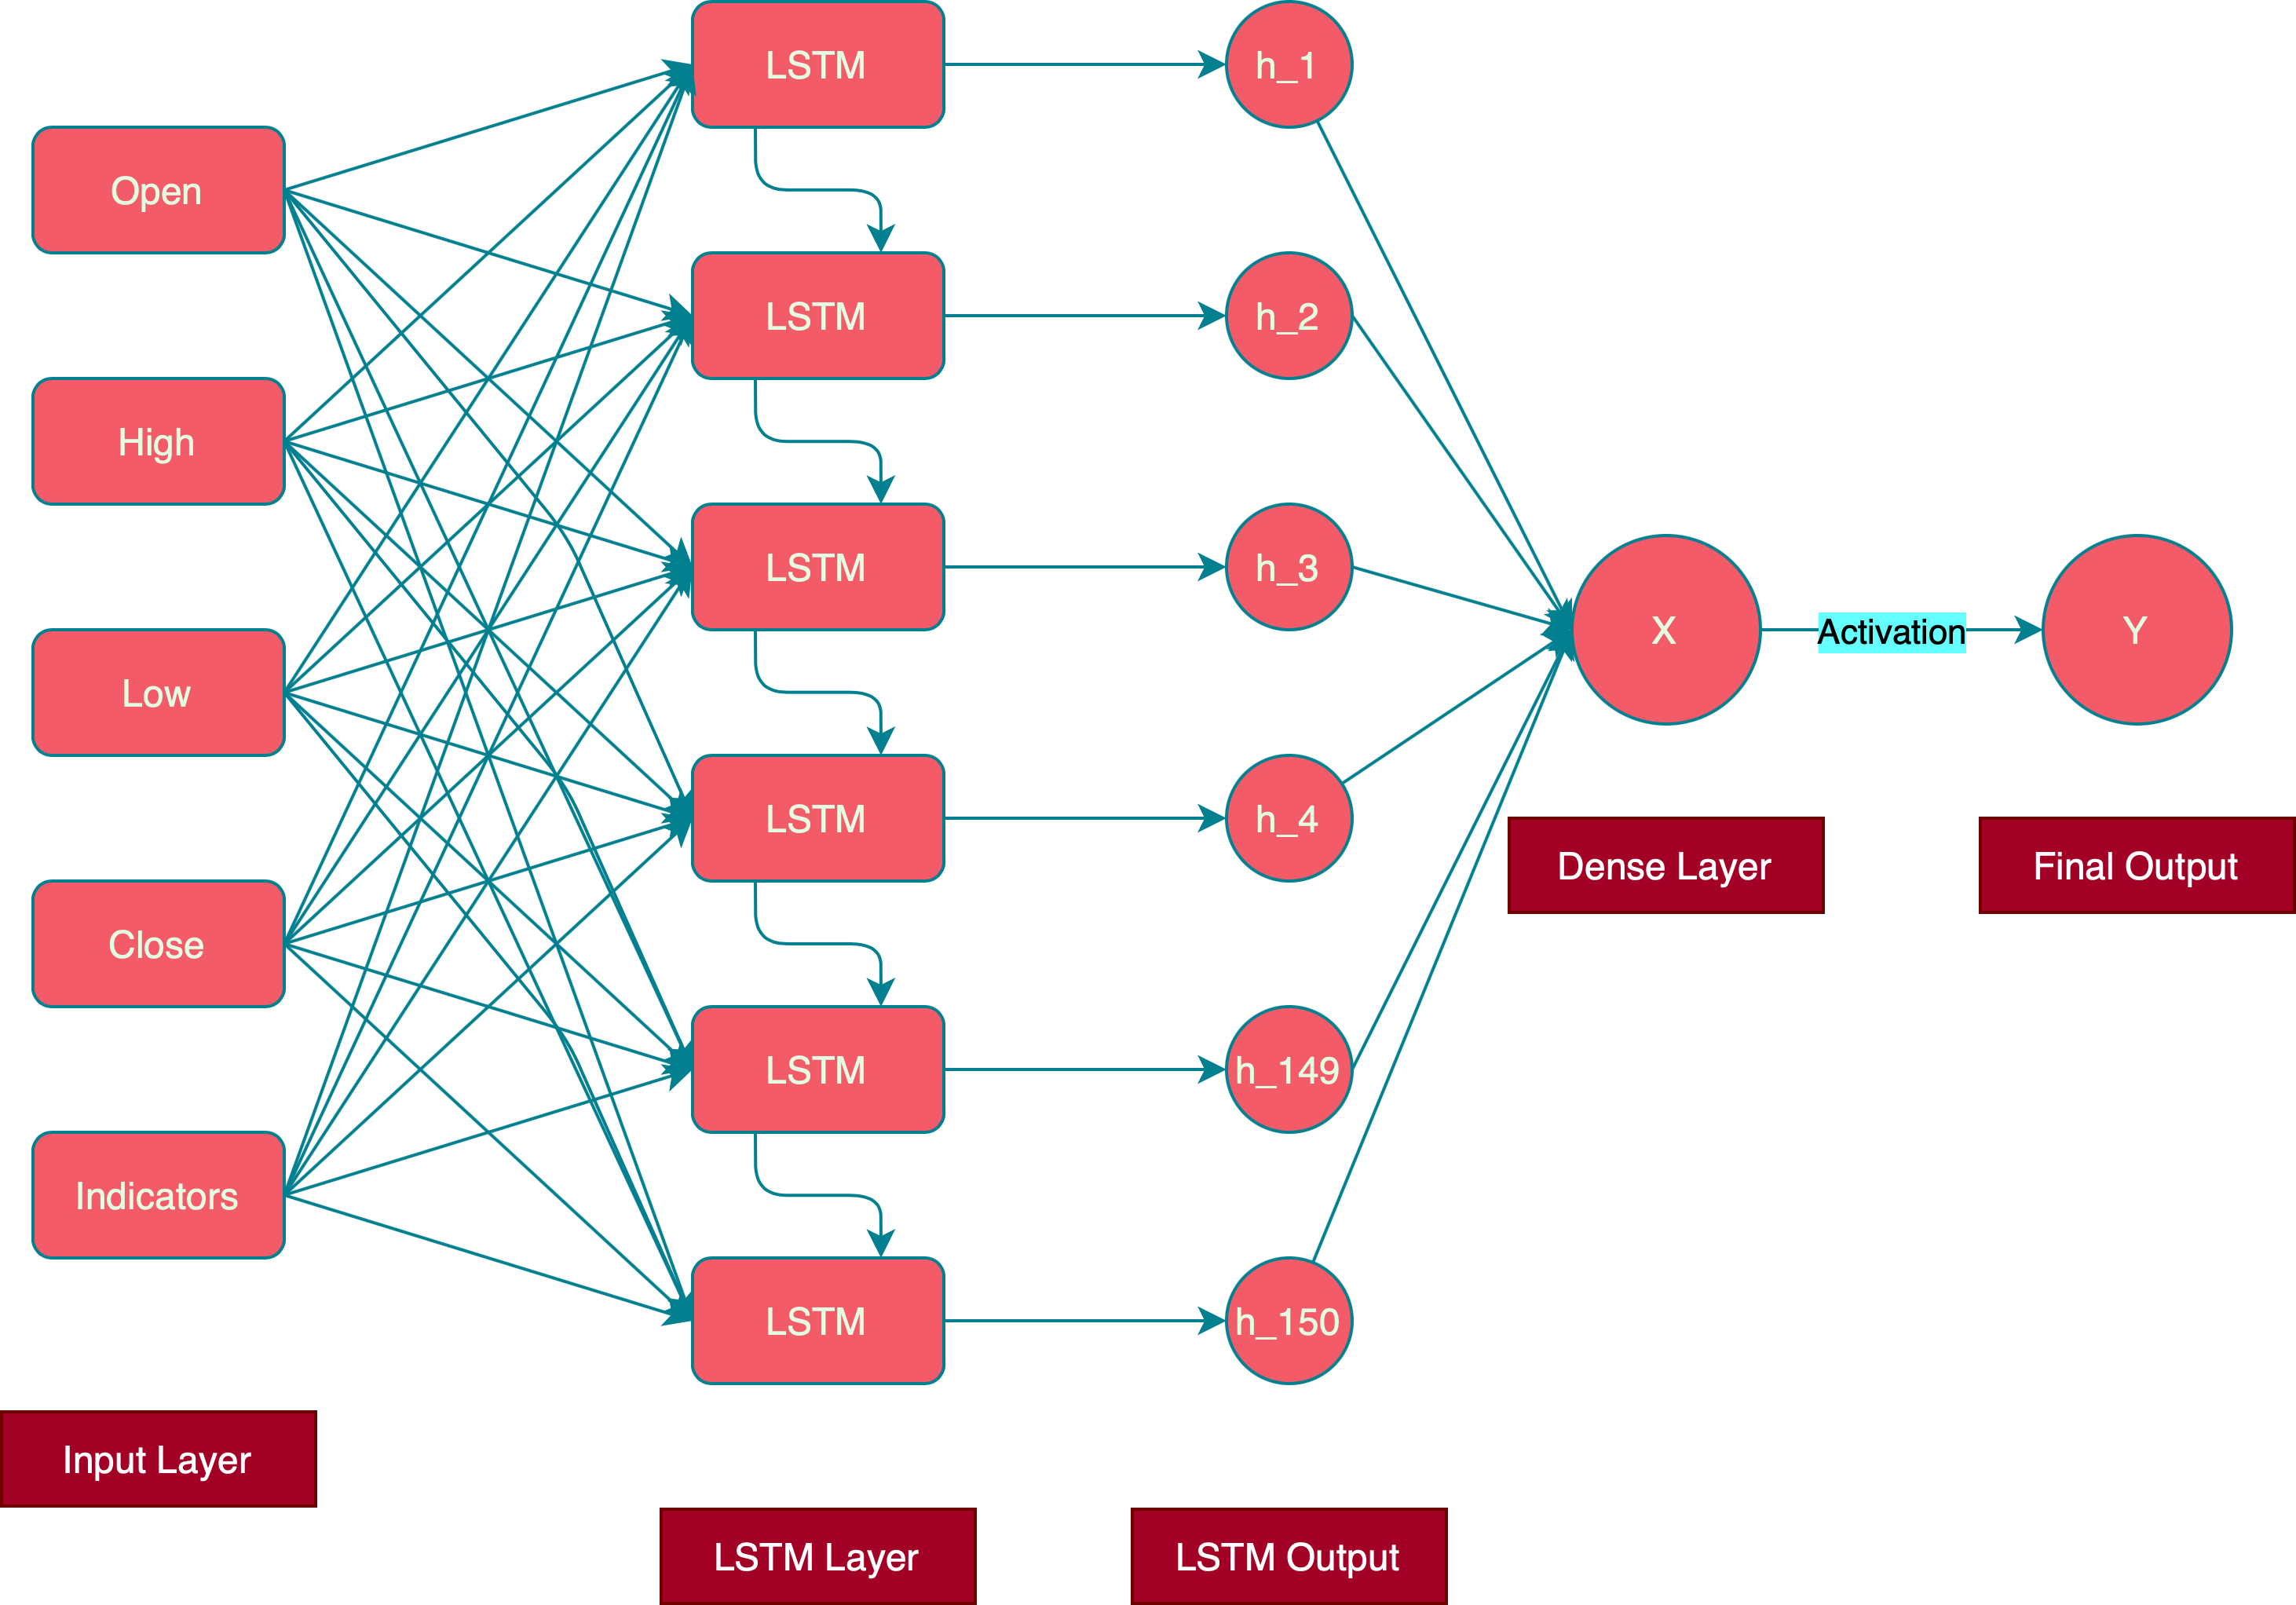 Open
High
Low
Close
Indicators
Input Layer
LSTM
LSTM
LSTM
LSTM
LSTM
LSTM
LSTM Layer
h_1
h_2
h_3
h_4
h_149
h_150
LSTM Output
X
Dense Layer
Activation
Y
Final Output